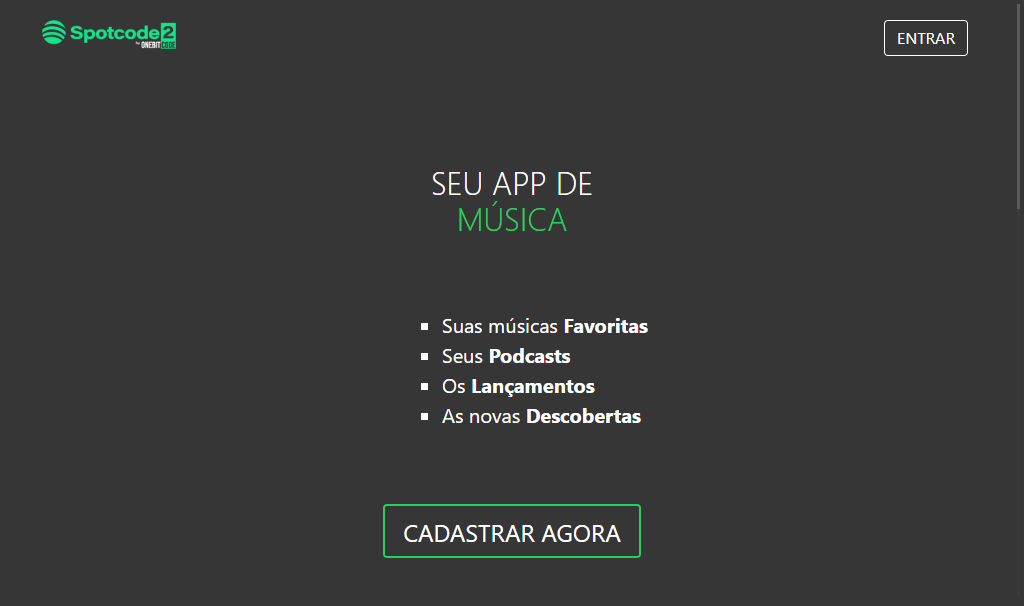 Spotcode2
by ONEBITCODE
ENTRAR
SEU APP DE
MÚSICA
Suas músicas Favoritas
Seus Podcasts
Os Lançamentos
As novas Descobertas
CADASTRAR AGORA